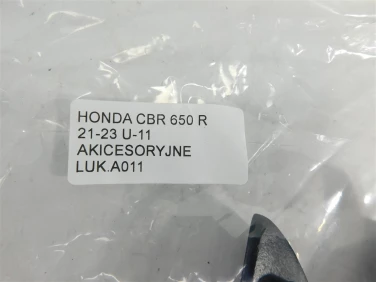 HONDA CBR 650 R
21-23 U-11
AKICESORYJNE
LUK.A011